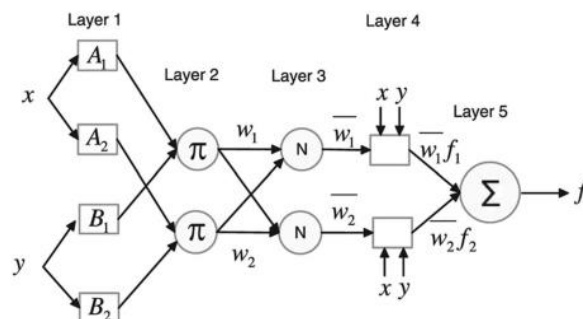 Layer 1
Layer 4
Layer 2
Layer 3
Layer 5
A₁
x
A₂
B₁
y
B₂
π
π
w₁
w₂
N
N
w̅₁
w̅₂
x y
x y
w̅₁f₁
w̅₂f₂
Σ
f